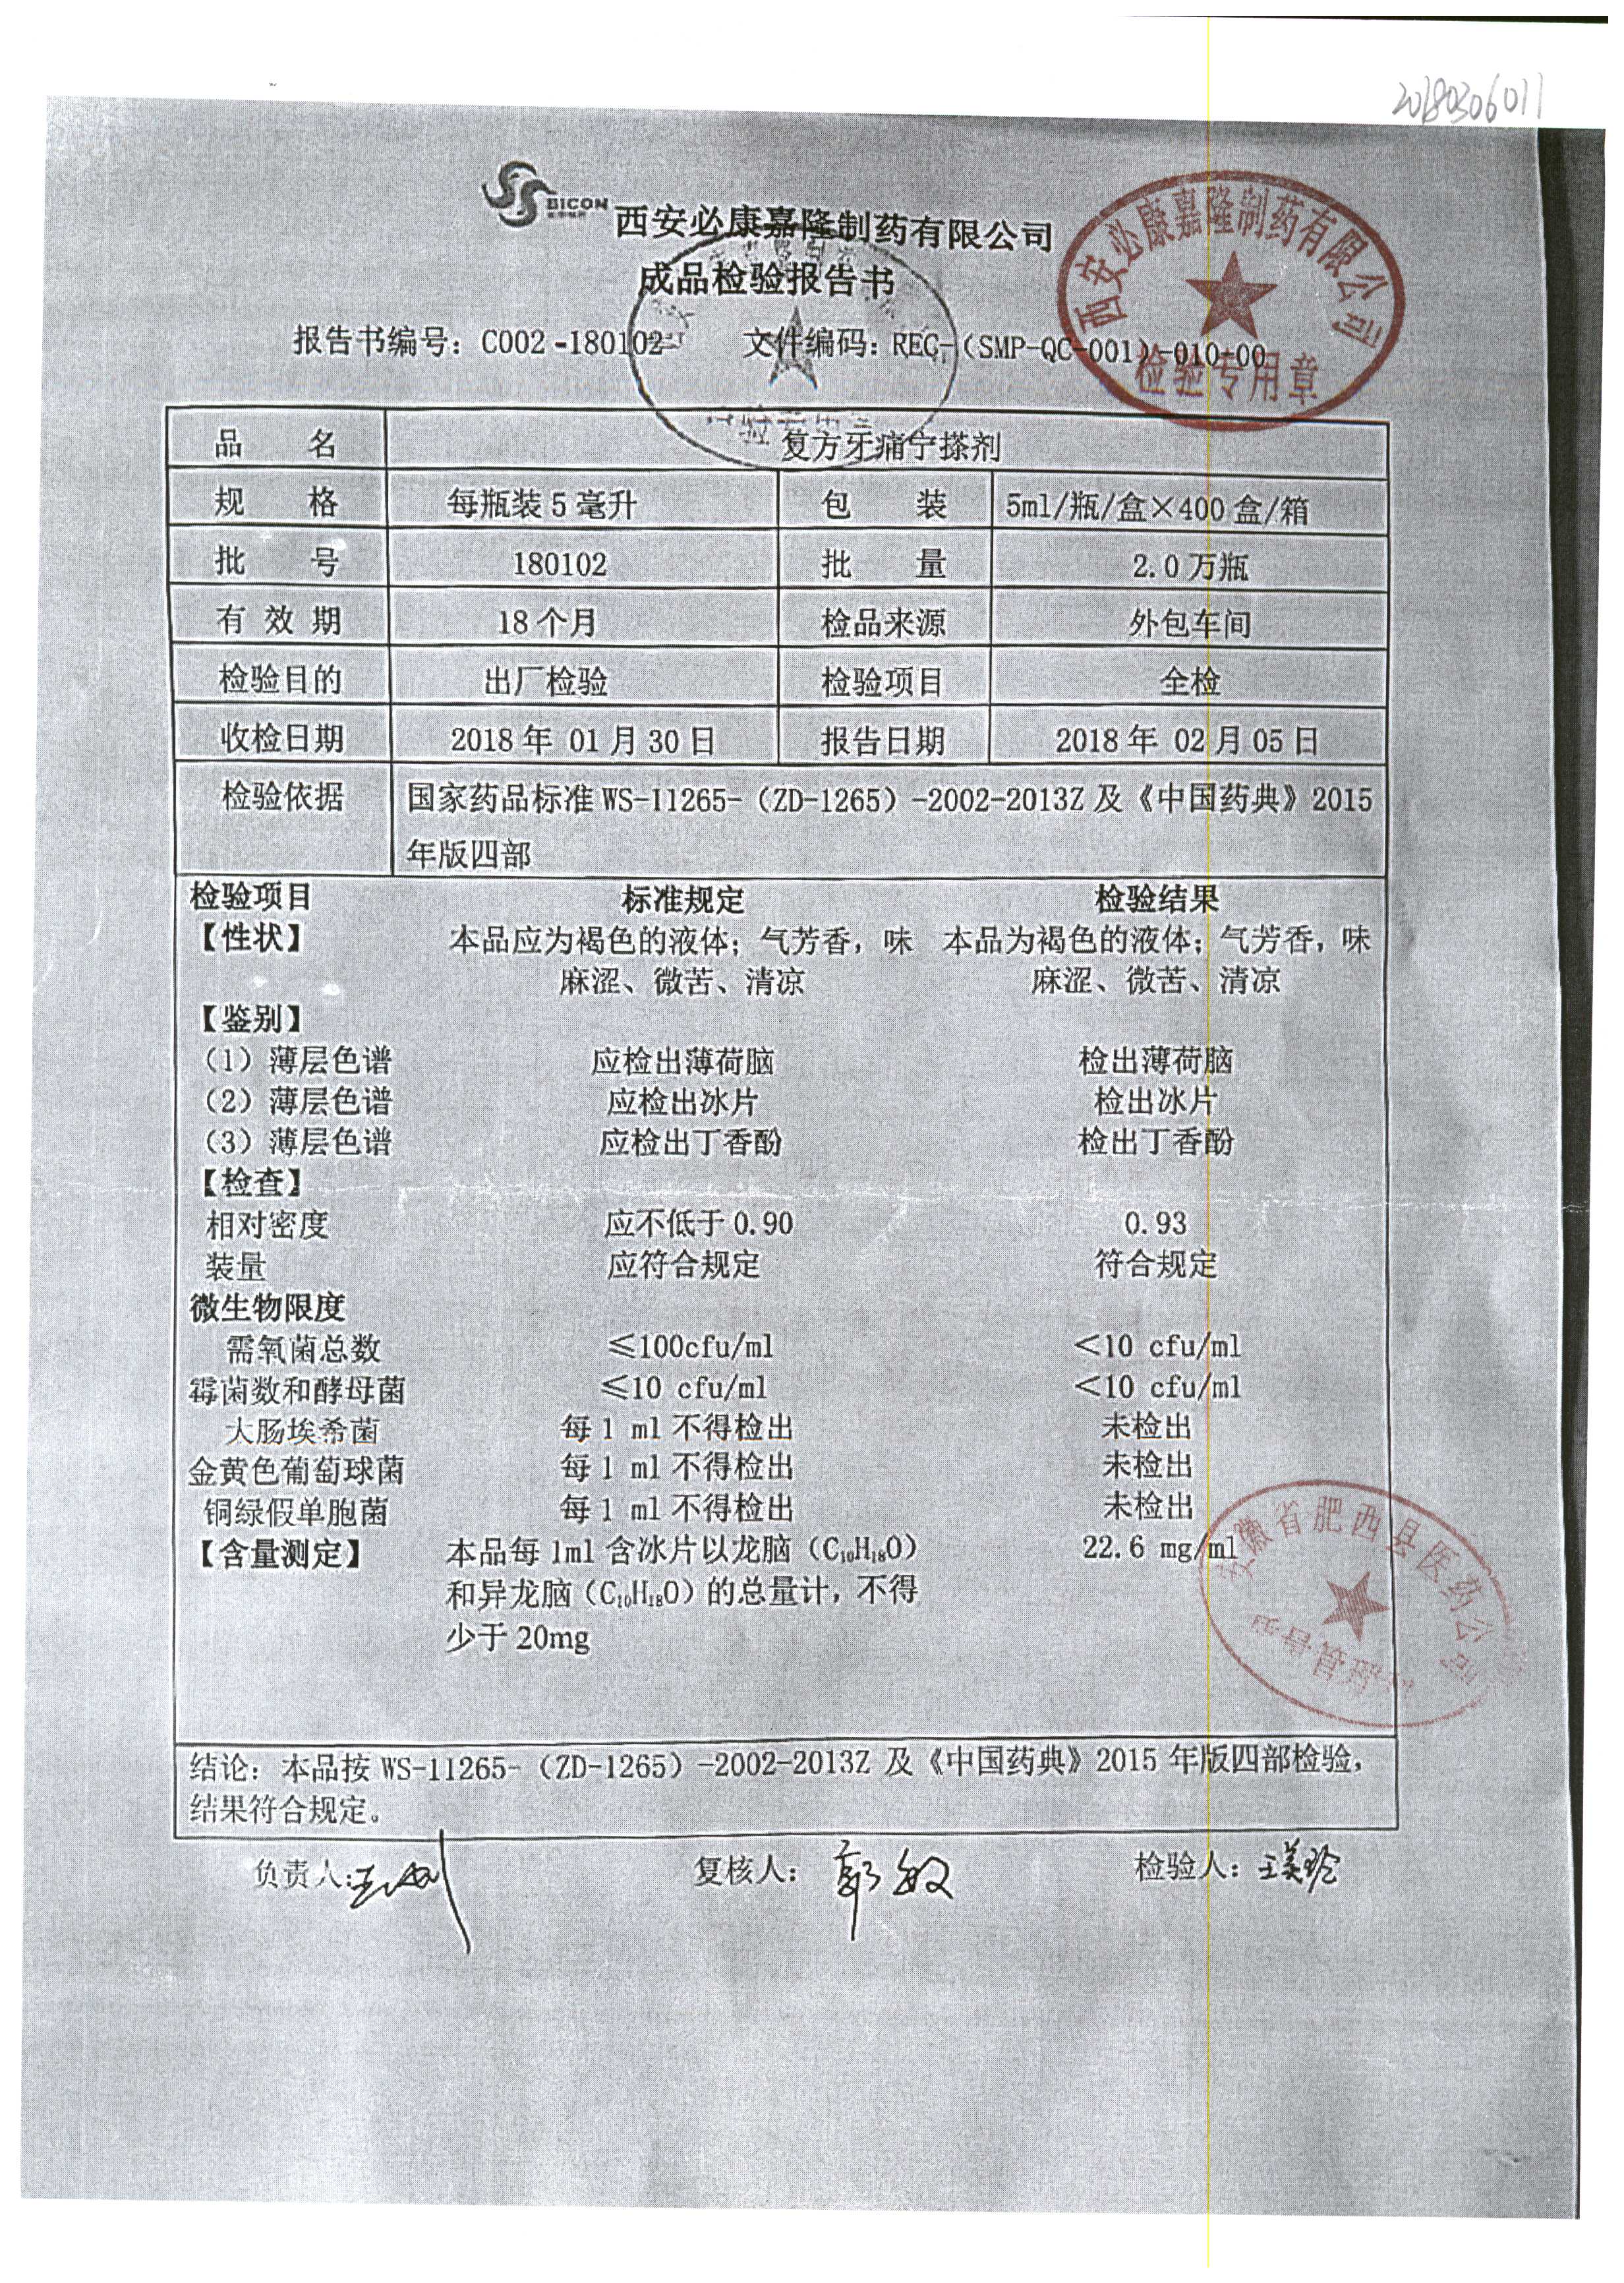 20180306011
BICON
西安必康嘉隆制药有限公司
成品检验报告书
西安必康嘉隆制药有限公司
检验专用章
报告书编号：C002-180102 文件编码：REC-（SMP-QC-001）-010-00
品 名 复方牙痛宁搽剂
规 格 每瓶装5毫升 包 装 5ml/瓶/盒×400盒/箱
批 号 180102 批 量 2.0万瓶
有 效 期 18个月 检品来源 外包车间
检验目的 出厂检验 检验项目 全检
收检日期 2018年 01月30日 报告日期 2018年 02月05日
检验依据 国家药品标准WS-11265-（ZD-1265）-2002-2013Z及《中国药典》2015
年版四部
检验项目 标准规定 检验结果
【性状】 本品应为褐色的液体；气芳香，味 本品为褐色的液体；气芳香，味
麻涩、微苦、清凉 麻涩、微苦、清凉
【鉴别】
（1）薄层色谱 应检出薄荷脑 检出薄荷脑
（2）薄层色谱 应检出冰片 检出冰片
（3）薄层色谱 应检出丁香酚 检出丁香酚
【检查】
相对密度 应不低于0.90 0.93
装量 应符合规定 符合规定
微生物限度
需氧菌总数 ≤100cfu/ml ＜10 cfu/ml
霉菌数和酵母菌 ≤10 cfu/ml ＜10 cfu/ml
大肠埃希菌 每1 ml不得检出 未检出
金黄色葡萄球菌 每1 ml不得检出 未检出
铜绿假单胞菌 每1 ml不得检出 未检出
【含量测定】 本品每1ml含冰片以龙脑（C₁₀H₁₈O） 22.6 mg/ml
和异龙脑（C₁₀H₁₈O）的总量计，不得
少于20mg
安徽省肥西县医药公司
结论：本品按WS-11265-（ZD-1265）-2002-2013Z及《中国药典》2015年版四部检验，
结果符合规定。
负责人： 复核人：郭敏 检验人：王美玲